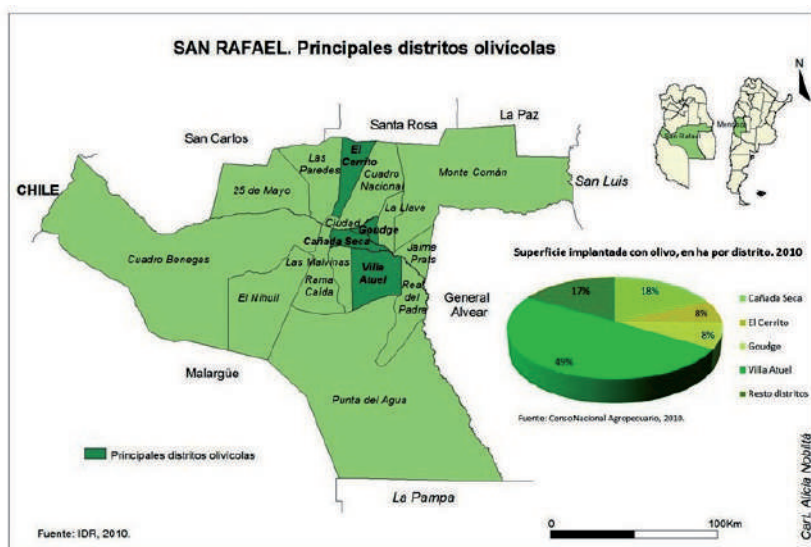 SAN RAFAEL. Principales distritos olivícolas
N
La Paz
Santa Rosa
San Carlos
Mendoza
San Rafael
El
Cerrito
Las
Paredes
Cuadro
Nacional
Monte Comán
CHILE
25 de Mayo
San Luis
La Llave
Ciudad
Goudge
Cañada Seca
Jaime
Prats
Cuadro Benegas
Las Malvinas
Rama
Caída
Villa
Atuel
El Nihuil
Real
del
Padre
General
Alvear
Malargüe
Punta del Agua
La Pampa
Superficie implantada con olivo, en ha por distrito. 2010
17%
18%
8%
8%
49%
Cañada Seca
El Cerrito
Goudge
Villa Atuel
Resto distritos
Fuente: Censo Nacional Agropecuario, 2010.
Principales distritos olivícolas
Fuente: IDR, 2010.
0 100Km
Cart. Alicia Nobiltá